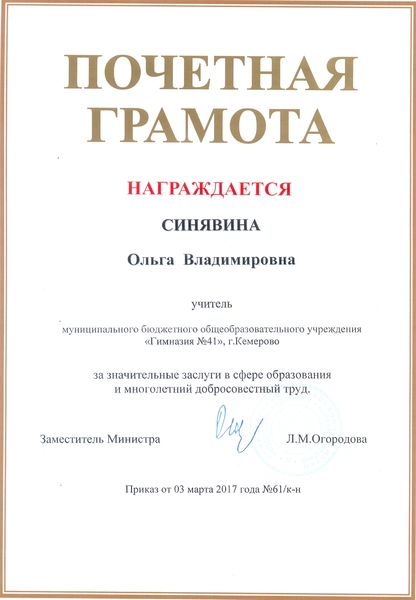 ПОЧЕТНАЯ
ГРАМОТА
НАГРАЖДАЕТСЯ
СИНЯВИНА
Ольга Владимировна
учитель
муниципального бюджетного общеобразовательного учреждения
«Гимназия №41», г.Кемерово
за значительные заслуги в сфере образования
и многолетний добросовестный труд.
Заместитель Министра Л.М.Огородова
Приказ от 03 марта 2017 года №61/к-н